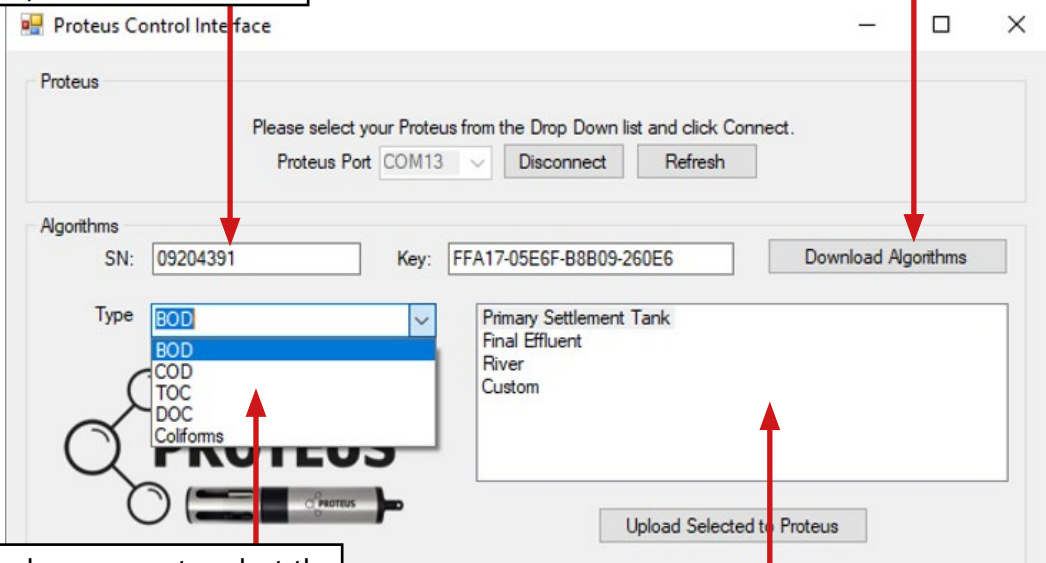 Proteus Control Interface
Proteus
Please select your Proteus from the Drop Down list and click Connect.
Proteus Port COM13 Disconnect Refresh
Algorithms
SN: 09204391 Key: FFA17-05E6F-B8B09-260E6 Download Algorithms
Type BOD
BOD
COD
TOC
DOC
Coliforms
Primary Settlement Tank
Final Effluent
River
Custom
PROTEUS
PROTEUS
Upload Selected to Proteus
select the